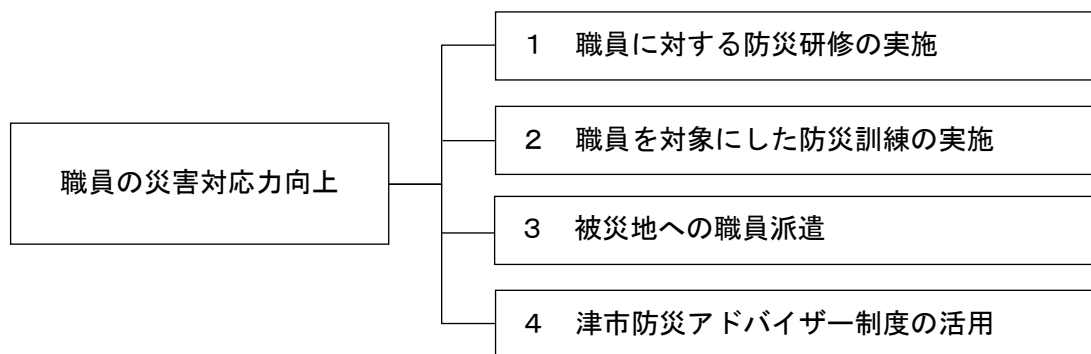 職員の災害対応力向上
１　職員に対する防災研修の実施
２　職員を対象にした防災訓練の実施
３　被災地への職員派遣
４　津市防災アドバイザー制度の活用